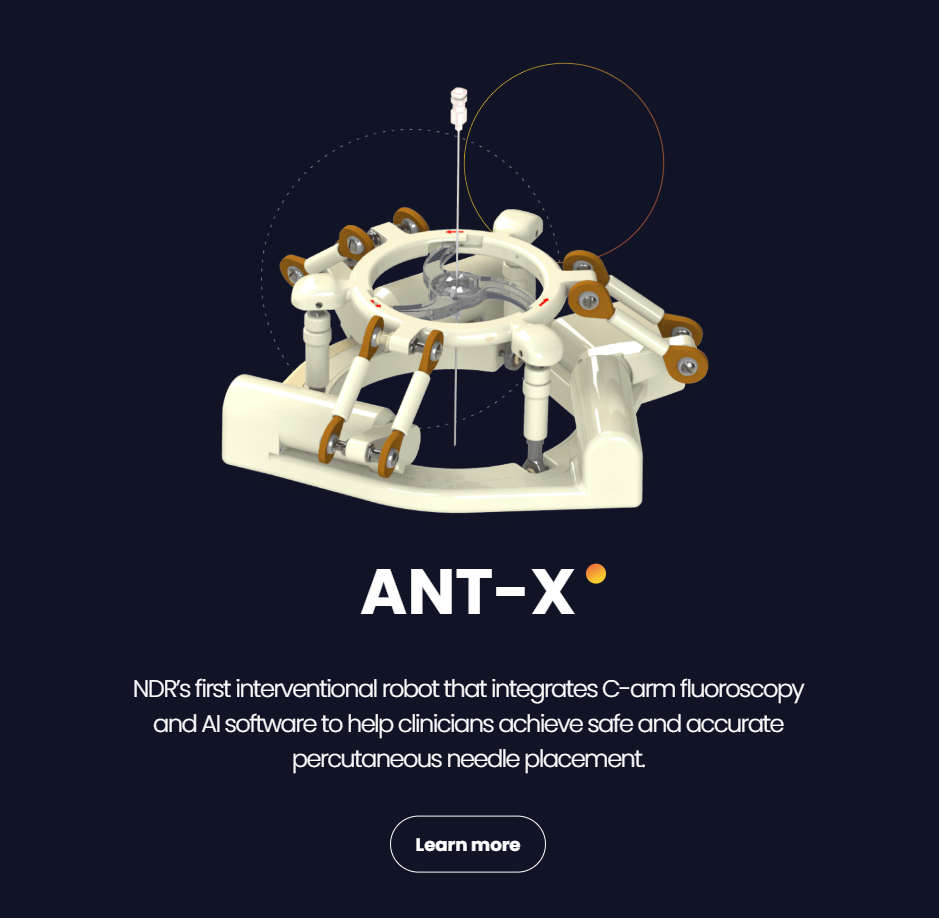 ANT-X
NDR's first interventional robot that integrates C-arm fluoroscopy
and AI software to help clinicians achieve safe and accurate
percutaneous needle placement.
Learn more